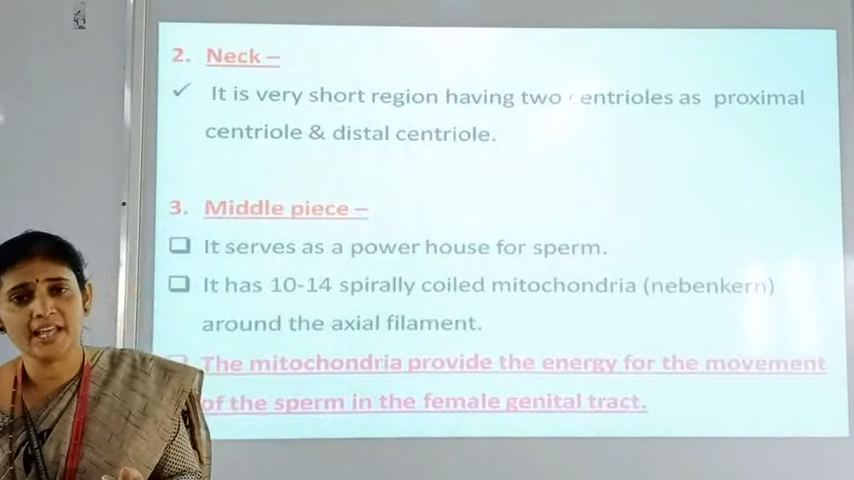 2. Neck –
✓ It is very short region having two centrioles as proximal
centriole & distal centriole.
3. Middle piece –
It serves as a power house for sperm.
It has 10-14 spirally coiled mitochondria (nebenkern)
around the axial filament.
The mitochondria provide the energy for the movement
of the sperm in the female genital tract.